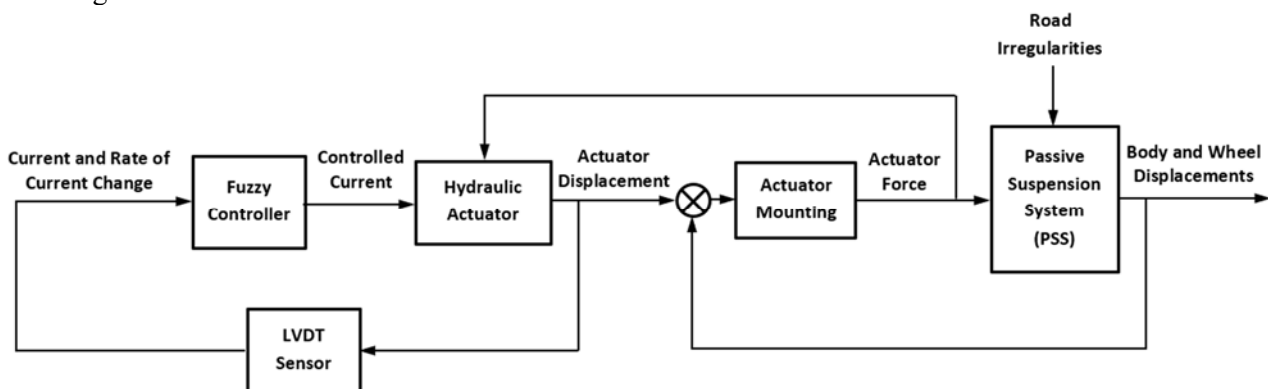 Road
Irregularities
Current and Rate of
Current Change
Fuzzy
Controller
Controlled
Current
Hydraulic
Actuator
Actuator
Displacement
Actuator
Mounting
Actuator
Force
Passive
Suspension
System
(PSS)
Body and Wheel
Displacements
LVDT
Sensor